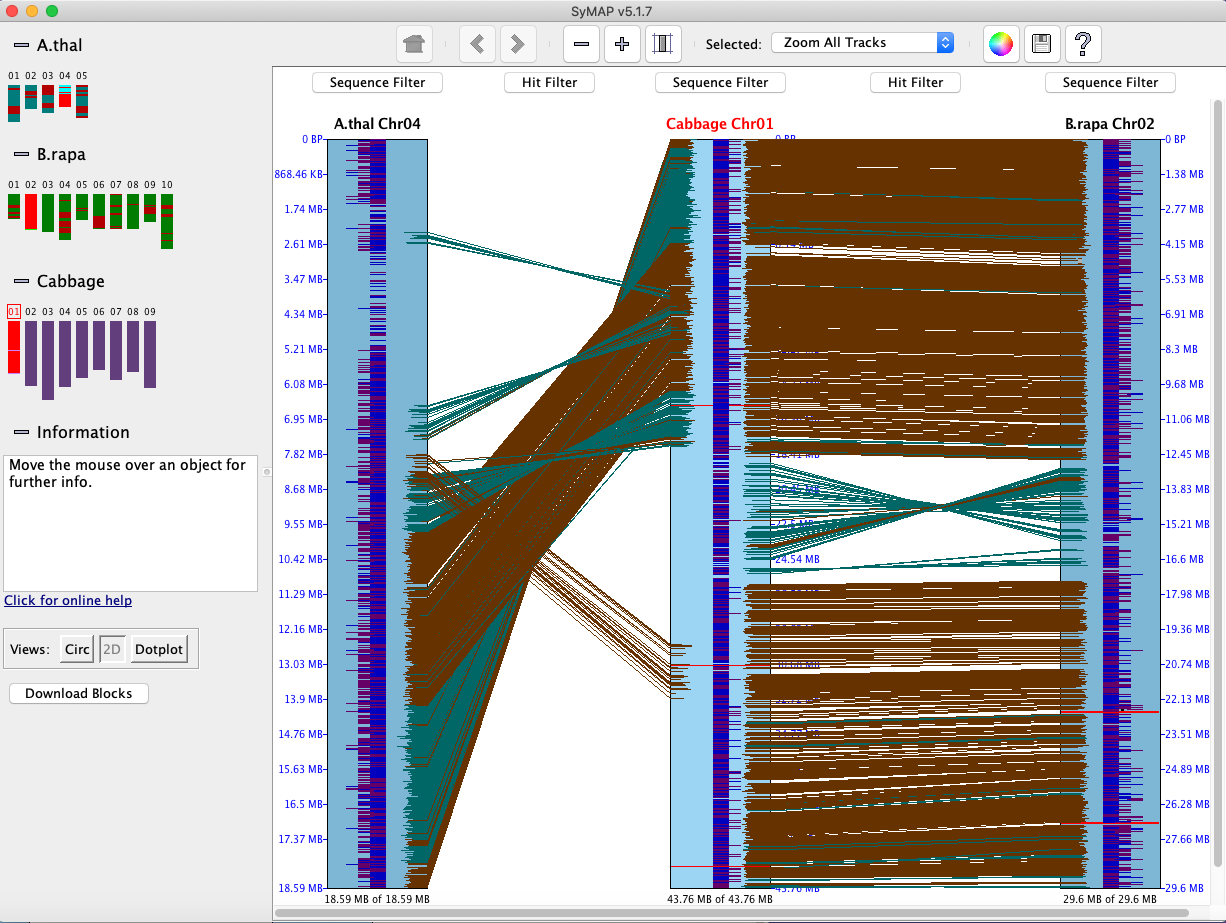 SyMAP v5.1.7
A.thal
01 02 03 04 05
B.rapa
01 02 03 04 05 06 07 08 09 10
Cabbage
01 02 03 04 05 06 07 08 09
Information
Move the mouse over an object for
further info.
Click for online help
Views: Circ 2D Dotplot
Download Blocks
Selected: Zoom All Tracks
?
Sequence Filter Hit Filter Sequence Filter Hit Filter Sequence Filter
A.thal Chr04
0 BP
868.46 KB
1.74 MB
2.61 MB
3.47 MB
4.34 MB
5.21 MB
6.08 MB
6.95 MB
7.82 MB
8.68 MB
9.55 MB
10.42 MB
11.29 MB
12.16 MB
13.03 MB
13.9 MB
14.76 MB
15.63 MB
16.5 MB
17.37 MB
18.59 MB
18.59 MB of 18.59 MB
Cabbage Chr01
0 BP
24.54 MB
43.76 MB
43.76 MB of 43.76 MB
B.rapa Chr02
0 BP
1.38 MB
2.77 MB
4.15 MB
5.53 MB
6.91 MB
8.3 MB
9.68 MB
11.06 MB
12.45 MB
13.83 MB
15.21 MB
16.6 MB
17.98 MB
19.36 MB
20.74 MB
22.13 MB
23.51 MB
24.89 MB
26.28 MB
27.66 MB
29.6 MB
29.6 MB of 29.6 MB